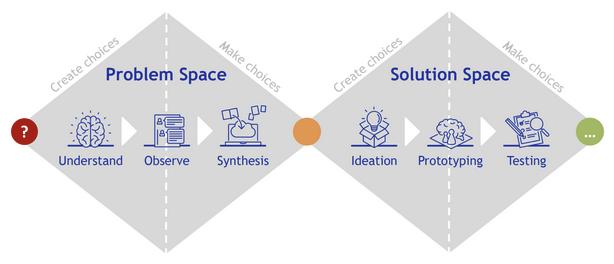 Create choices
Make choices
Problem Space
?
Understand
Observe
Synthesis
Create choices
Make choices
Solution Space
Ideation
Prototyping
Testing
...